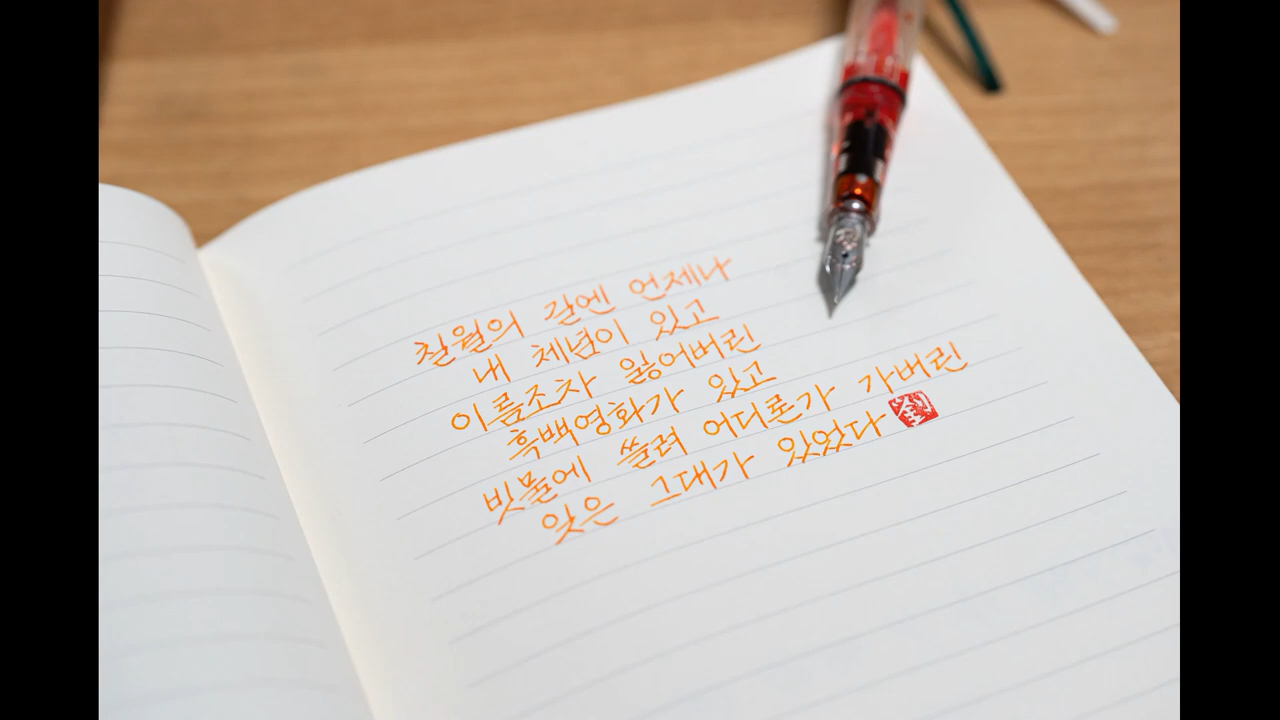 칠월의 길엔 언제나
내 체념이 있고
이름조차 잃어버린
흑백영화가 있고
빗물에 쓸려 어디론가 가버린
잊은 그대가 있었다